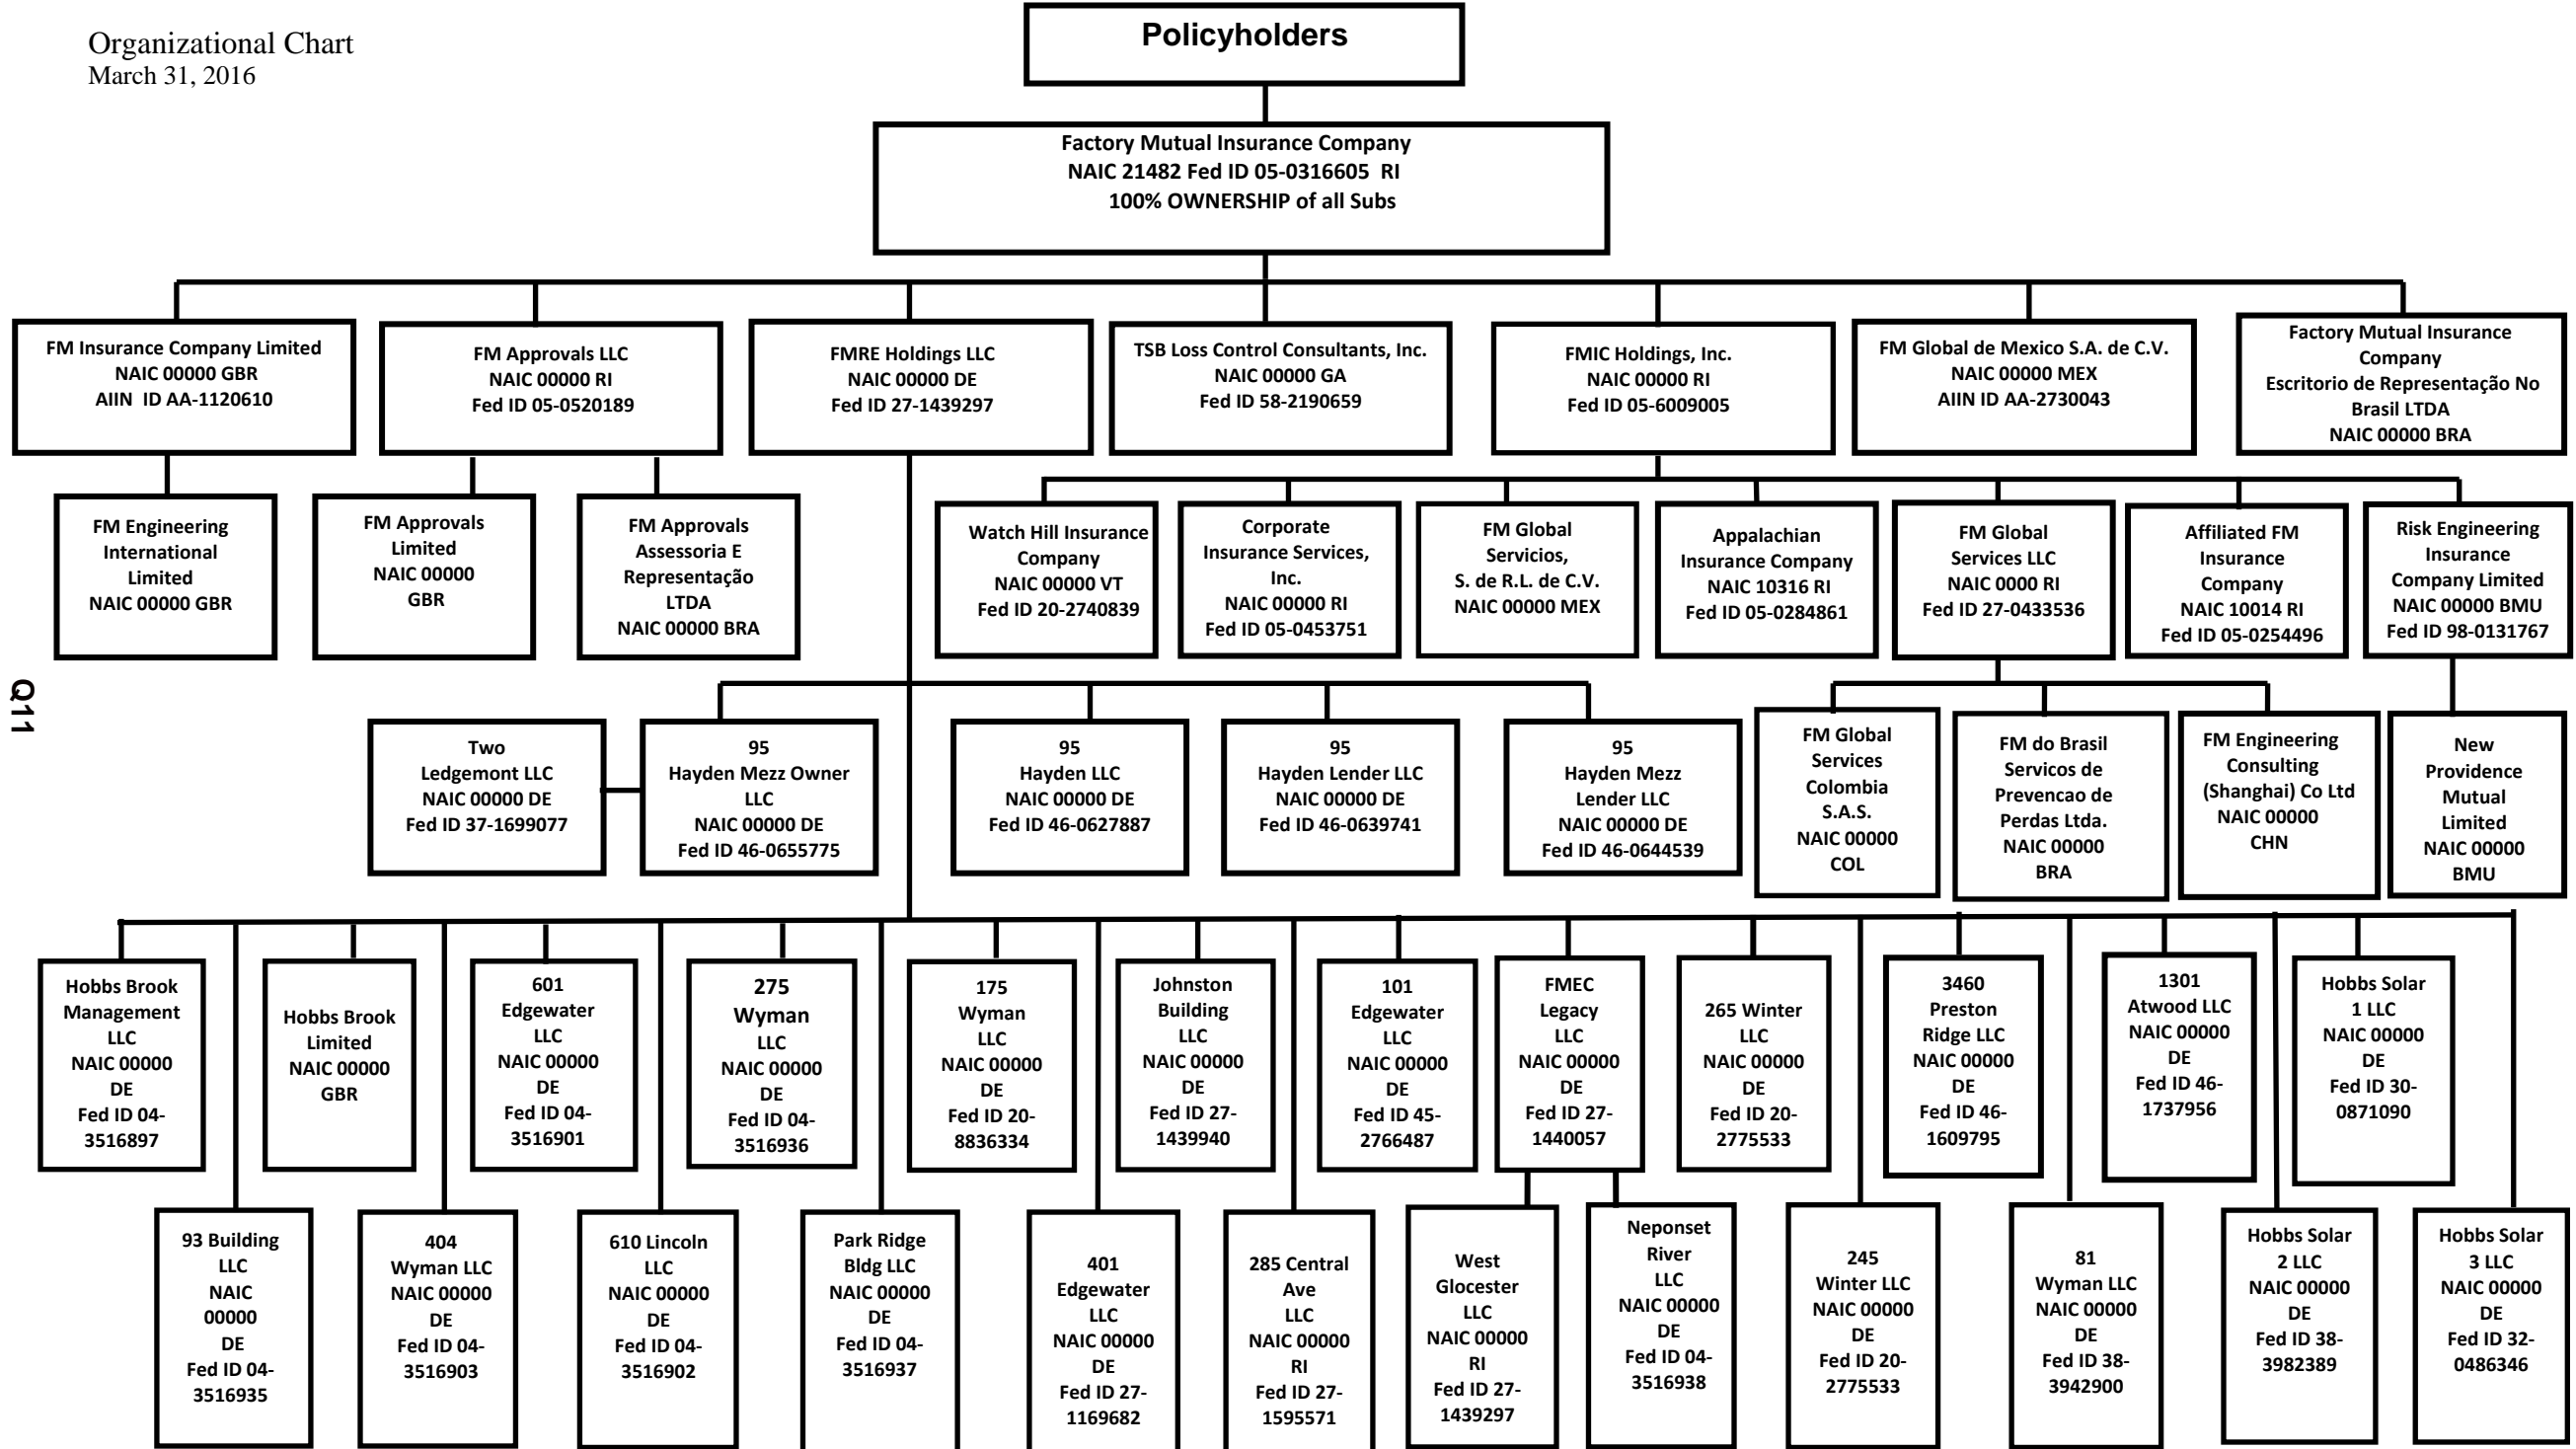 Organizational Chart
March 31, 2016
Policyholders
Factory Mutual Insurance Company
NAIC 21482 Fed ID 05-0316605  RI
100% OWNERSHIP of all Subs
FM Insurance Company Limited
NAIC 00000 GBR
AIIN  ID AA-1120610
FM Approvals LLC
NAIC 00000 RI
Fed ID 05-0520189
FMRE Holdings LLC
NAIC 00000 DE
Fed ID 27-1439297
TSB Loss Control Consultants, Inc.
NAIC 00000 GA
Fed ID 58-2190659
FMIC Holdings, Inc.
NAIC 00000 RI
Fed ID 05-6009005
FM Global de Mexico S.A. de C.V.
NAIC 00000 MEX
AIIN ID AA-2730043
Factory Mutual Insurance
Company
Escritorio de Representação No
Brasil LTDA
NAIC 00000 BRA
FM Engineering
International
Limited
NAIC 00000 GBR
FM Approvals
Limited
NAIC 00000
GBR
FM Approvals
Assessoria E
Representação
LTDA
NAIC 00000 BRA
Watch Hill Insurance
Company
NAIC 00000 VT
Fed ID 20-2740839
Corporate
Insurance Services,
Inc.
NAIC 00000 RI
Fed ID 05-0453751
FM Global
Servicios,
S. de R.L. de C.V.
NAIC 00000 MEX
Appalachian
Insurance Company
NAIC 10316 RI
Fed ID 05-0284861
FM Global
Services LLC
NAIC 0000 RI
Fed ID 27-0433536
Affiliated FM
Insurance
Company
NAIC 10014 RI
Fed ID 05-0254496
Risk Engineering
Insurance
Company Limited
NAIC 00000 BMU
Fed ID 98-0131767
Q11
Two
Ledgemont LLC
NAIC 00000 DE
Fed ID 37-1699077
95
Hayden Mezz Owner
LLC
NAIC 00000 DE
Fed ID 46-0655775
95
Hayden LLC
NAIC 00000 DE
Fed ID 46-0627887
95
Hayden Lender LLC
NAIC 00000 DE
Fed ID 46-0639741
95
Hayden Mezz
Lender LLC
NAIC 00000 DE
Fed ID 46-0644539
FM Global
Services
Colombia
S.A.S.
NAIC 00000
COL
FM do Brasil
Servicos de
Prevencao de
Perdas Ltda.
NAIC 00000
BRA
FM Engineering
Consulting
(Shanghai) Co Ltd
NAIC 00000
CHN
New
Providence
Mutual
Limited
NAIC 00000
BMU
Hobbs Brook
Management
LLC
NAIC 00000
DE
Fed ID 04-
3516897
Hobbs Brook
Limited
NAIC 00000
GBR
601
Edgewater
LLC
NAIC 00000
DE
Fed ID 04-
3516901
275
Wyman
LLC
NAIC 00000
DE
Fed ID 04-
3516936
175
Wyman
LLC
NAIC 00000
DE
Fed ID 20-
8836334
Johnston
Building
LLC
NAIC 00000
DE
Fed ID 27-
1439940
101
Edgewater
LLC
NAIC 00000
DE
Fed ID 45-
2766487
FMEC
Legacy
LLC
NAIC 00000
DE
Fed ID 27-
1440057
265 Winter
LLC
NAIC 00000
DE
Fed ID 20-
2775533
3460
Preston
Ridge LLC
NAIC 00000
DE
Fed ID 46-
1609795
1301
Atwood LLC
NAIC 00000
DE
Fed ID 46-
1737956
Hobbs Solar
1 LLC
NAIC 00000
DE
Fed ID 30-
0871090
93 Building
LLC
NAIC
00000
DE
Fed ID 04-
3516935
404
Wyman LLC
NAIC 00000
DE
Fed ID 04-
3516903
610 Lincoln
LLC
NAIC 00000
DE
Fed ID 04-
3516902
Park Ridge
Bldg LLC
NAIC 00000
DE
Fed ID 04-
3516937
401
Edgewater
LLC
NAIC 00000
DE
Fed ID 27-
1169682
285 Central
Ave
LLC
NAIC 00000
RI
Fed ID 27-
1595571
West
Glocester
LLC
NAIC 00000
RI
Fed ID 27-
1439297
Neponset
River
LLC
NAIC 00000
DE
Fed ID 04-
3516938
245
Winter LLC
NAIC 00000
DE
Fed ID 20-
2775533
81
Wyman LLC
NAIC 00000
DE
Fed ID 38-
3942900
Hobbs Solar
2 LLC
NAIC 00000
DE
Fed ID 38-
3982389
Hobbs Solar
3 LLC
NAIC 00000
DE
Fed ID 32-
0486346